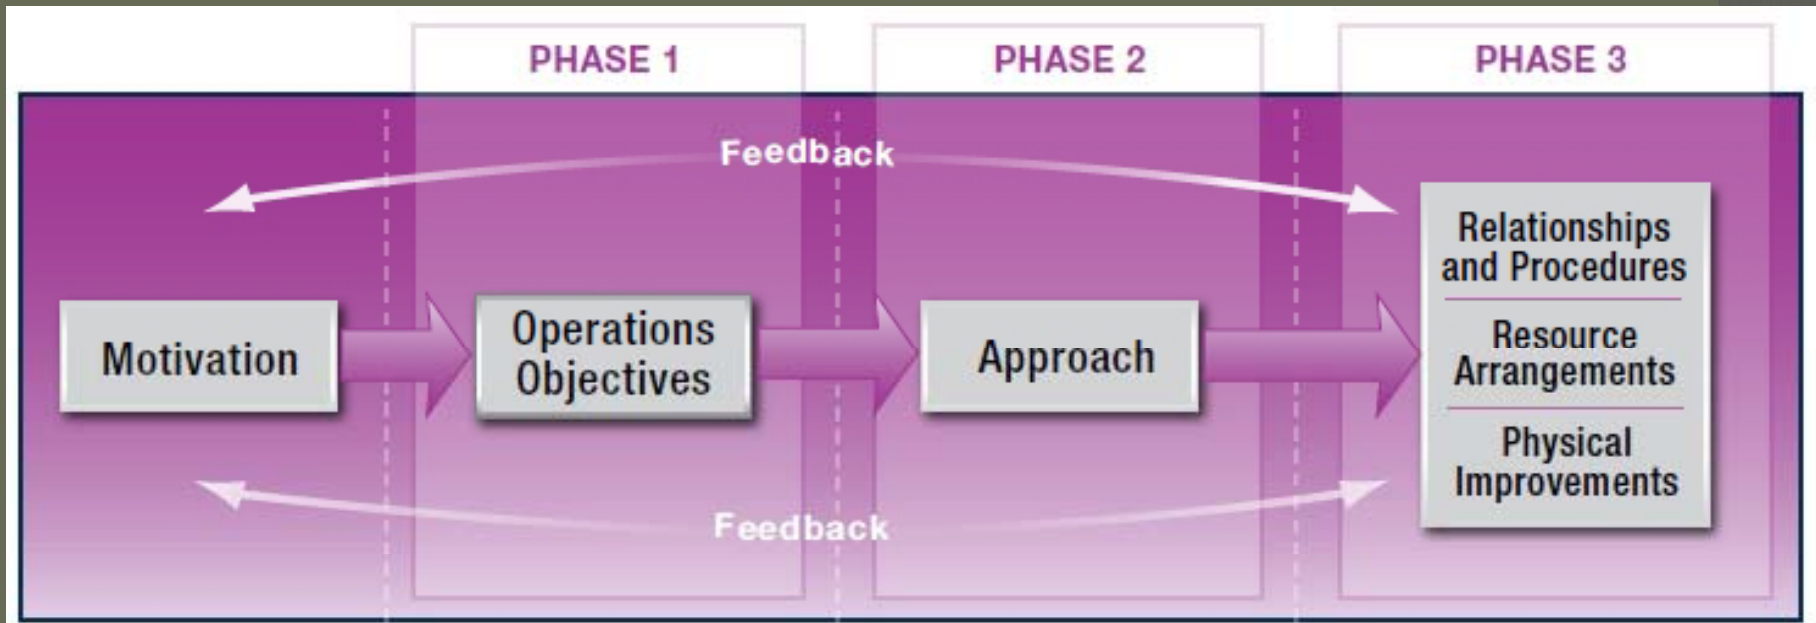 PHASE 1
PHASE 2
PHASE 3
Feedback
Motivation
Operations
Objectives
Approach
Relationships
and Procedures
Resource
Arrangements
Physical
Improvements
Feedback